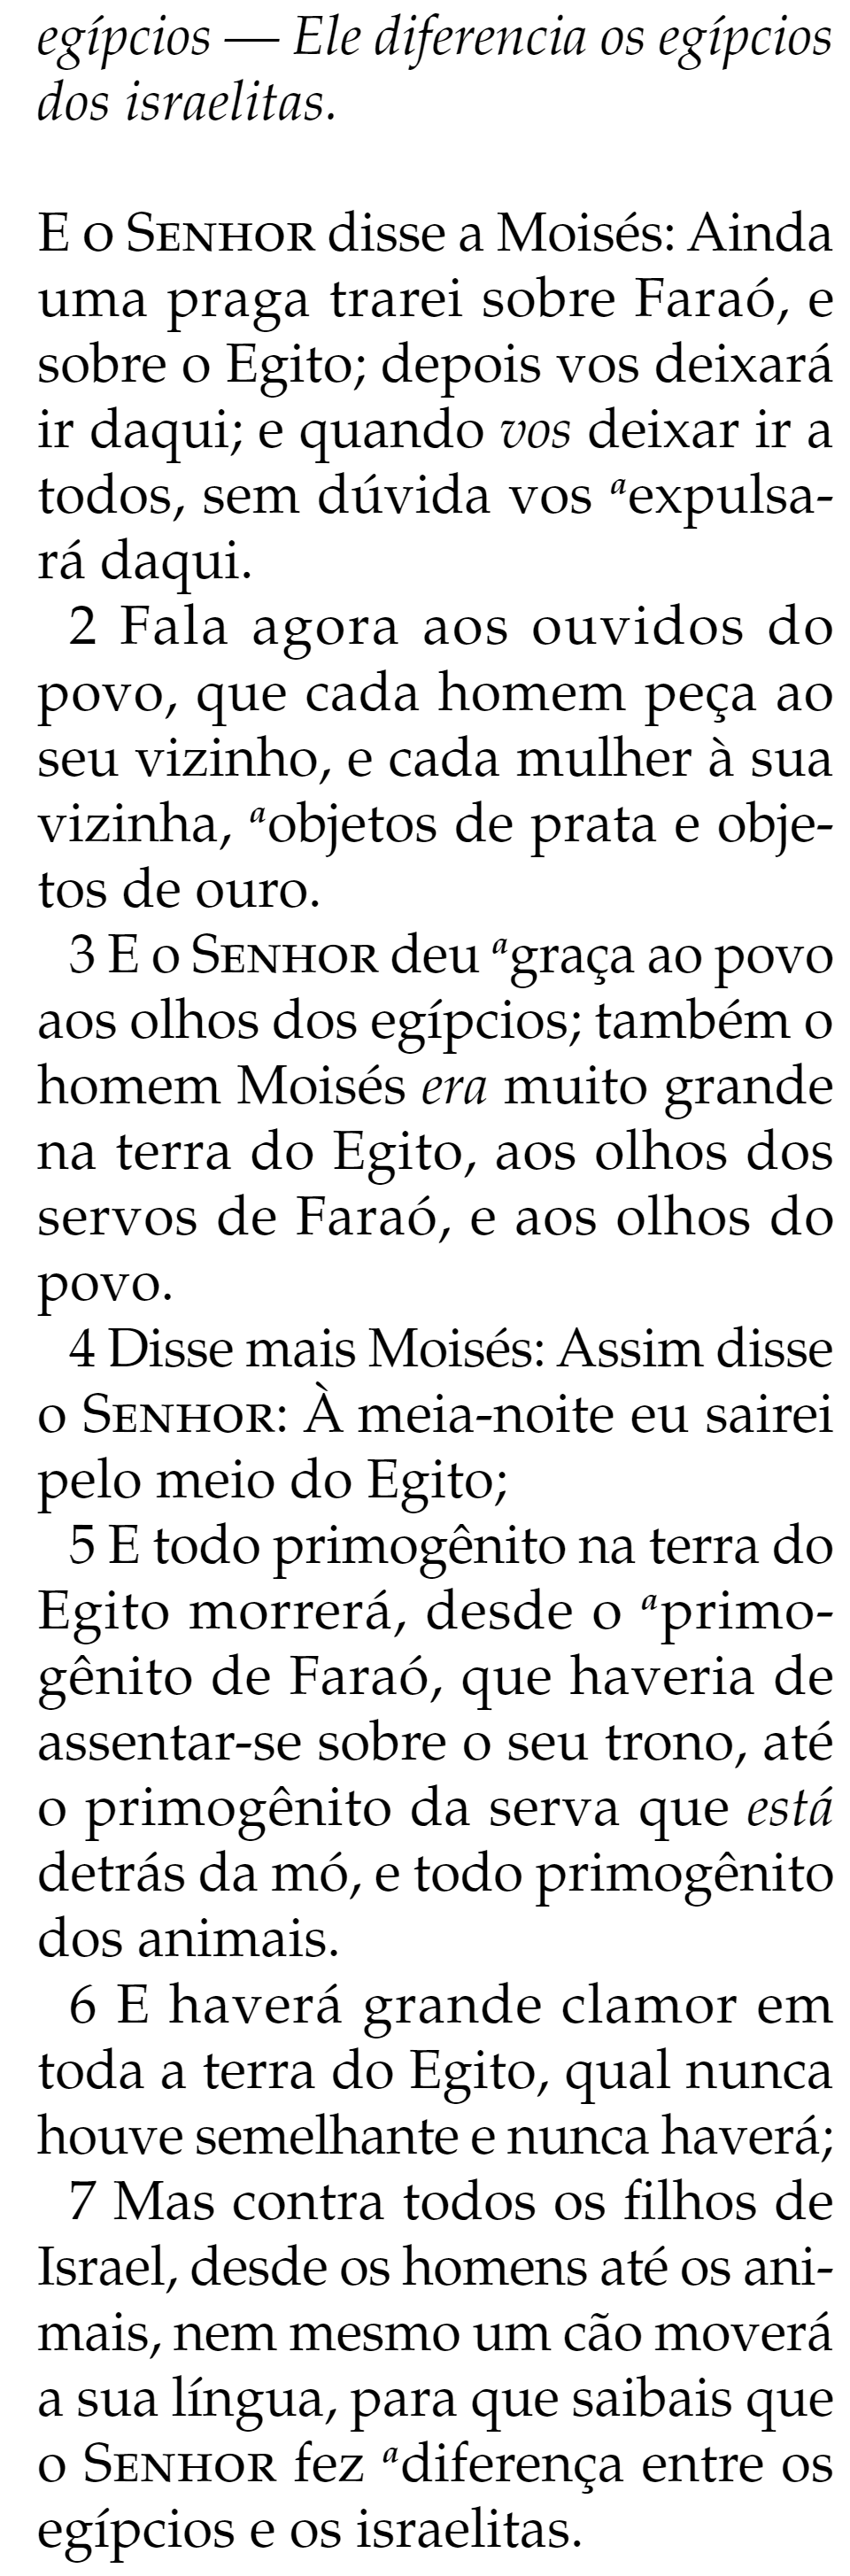 egípcios — Ele diferencia os egípcios
dos israelitas.
E o SENHOR disse a Moisés: Ainda
uma praga trarei sobre Faraó, e
sobre o Egito; depois vos deixará
ir daqui; e quando vos deixar ir a
todos, sem dúvida vos ªexpulsa-
rá daqui.
2 Fala agora aos ouvidos do
povo, que cada homem peça ao
seu vizinho, e cada mulher à sua
vizinha, ªobjetos de prata e obje-
tos de ouro.
3 E o SENHOR deu ªgraça ao povo
aos olhos dos egípcios; também o
homem Moisés era muito grande
na terra do Egito, aos olhos dos
servos de Faraó, e aos olhos do
povo.
4 Disse mais Moisés: Assim disse
o SENHOR: À meia-noite eu sairei
pelo meio do Egito;
5 E todo primogênito na terra do
Egito morrerá, desde o ªprimo-
gênito de Faraó, que haveria de
assentar-se sobre o seu trono, até
o primogênito da serva que está
detrás da mó, e todo primogênito
dos animais.
6 E haverá grande clamor em
toda a terra do Egito, qual nunca
houve semelhante e nunca haverá;
7 Mas contra todos os filhos de
Israel, desde os homens até os ani-
mais, nem mesmo um cão moverá
a sua língua, para que saibais que
o SENHOR fez ªdiferença entre os
egípcios e os israelitas.